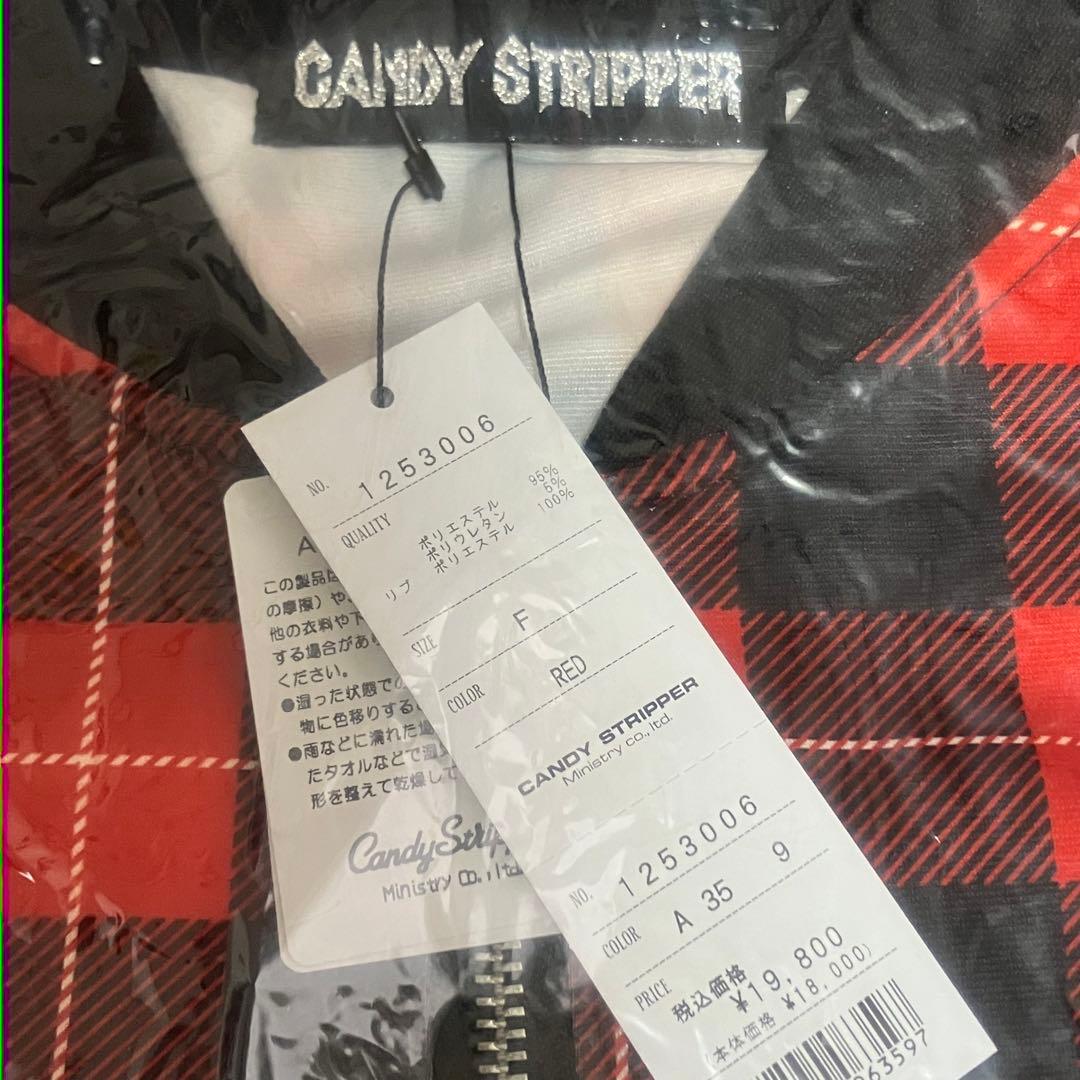 CANDY STRIPPER
NO. 1253006
QUALITY
ポリエステル 95%
ポリウレタン 5%
リブ ポリエステル 100%
SIZE F
COLOR RED
CANDY STRIPPER
Ministry co., ltd.
NO. 1253006
COLOR A 35 9
PRICE 税込価格
¥19,800
(本体価格 ¥18,000)
63597
A
この製品は
の摩擦)や
他の衣料や下
する場合があ
ください。
●湿った状態で
物に色移りする
●雨などに濡れた場
たタオルなどで湿
形を整えて乾燥して
Candy Stripp
Ministry co., ltd